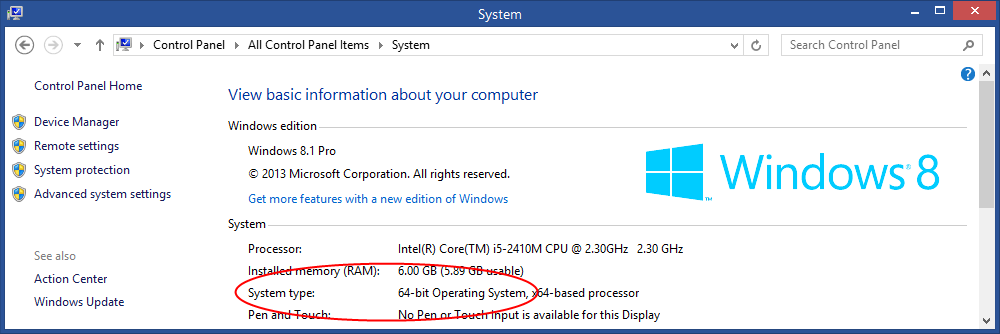 System
Control Panel All Control Panel Items System
Search Control Panel
Control Panel Home
Device Manager
Remote settings
System protection
Advanced system settings
See also
Action Center
Windows Update
?
View basic information about your computer
Windows edition
Windows 8.1 Pro
© 2013 Microsoft Corporation. All rights reserved.
Get more features with a new edition of Windows
Windows® 8
TM
System
Processor: Intel(R) Core(TM) i5-2410M CPU @ 2.30GHz 2.30 GHz
Installed memory (RAM): 6.00 GB (5.89 GB usable)
System type: 64-bit Operating System, x64-based processor
Pen and Touch: No Pen or Touch Input is available for this Display